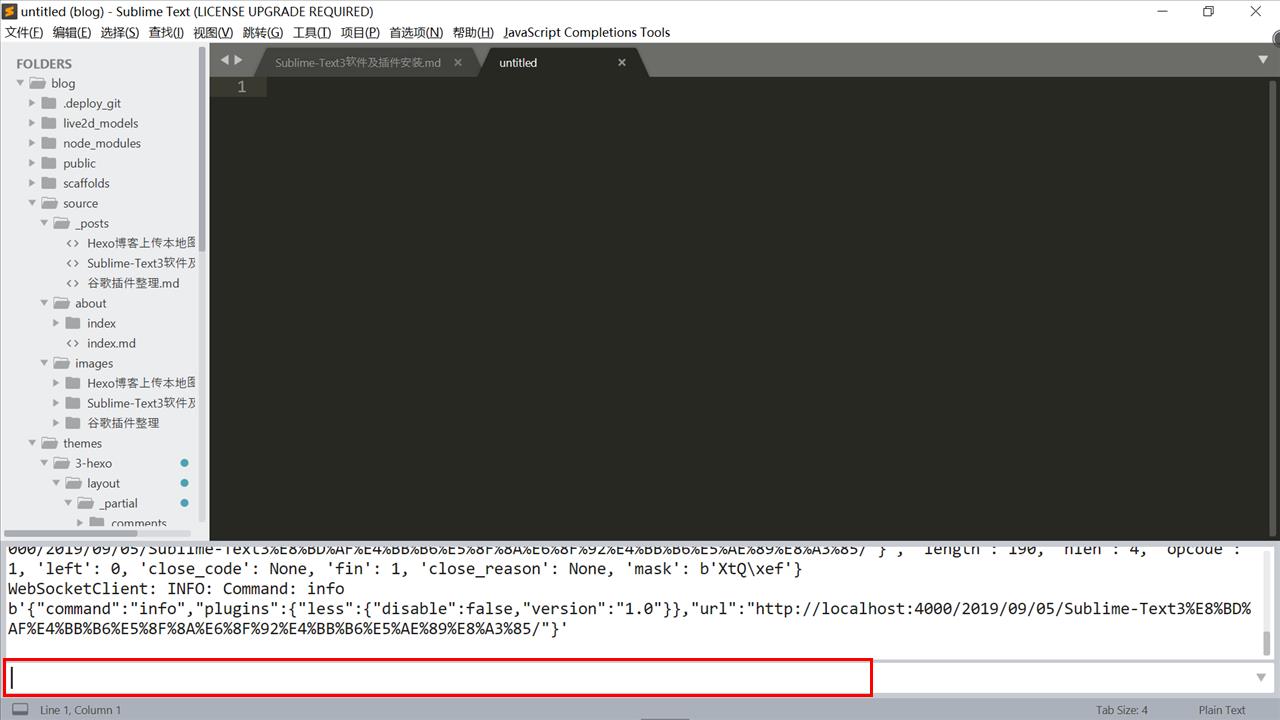 untitled (blog) - Sublime Text (LICENSE UPGRADE REQUIRED)
文件(F) 编辑(E) 选择(S) 查找(I) 视图(V) 跳转(G) 工具(T) 项目(P) 首选项(N) 帮助(H) JavaScript Completions Tools
FOLDERS
blog
.deploy_git
live2d_models
node_modules
public
scaffolds
source
_posts
Hexo博客上传本地图
Sublime-Text3软件及
谷歌插件整理.md
about
index
index.md
images
Hexo博客上传本地图
Sublime-Text3软件及
谷歌插件整理
themes
3-hexo
layout
_partial
comments
Sublime-Text3软件及插件安装.md
untitled
1
000/2019/09/05/Sublime-Text3%E8%BD%AF%E4%BB%B6%E5%8F%8A%E6%8F%92%E4%BB%B6%E5%AE%89%E8%A3%85/"}', 'length': 190, 'hlen': 4, 'opcode':
1, 'left': 0, 'close_code': None, 'fin': 1, 'close_reason': None, 'mask': b'XtQ\xef'}
WebSocketClient: INFO: Command: info
b'{"command":"info","plugins":{"less":{"disable":false,"version":"1.0"}},"url":"http://localhost:4000/2019/09/05/Sublime-Text3%E8%BD%
AF%E4%BB%B6%E5%8F%8A%E6%8F%92%E4%BB%B6%E5%AE%89%E8%A3%85/"}'
Line 1, Column 1
Tab Size: 4
Plain Text